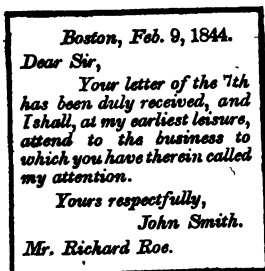 Boston, Feb. 9, 1844.
Dear Sir,
Your letter of the 7th
has been duly received, and
I shall, at my earliest leisure,
attend to the business to
which you have therein called
my attention.
Yours respectfully,
John Smith.
Mr. Richard Roe.